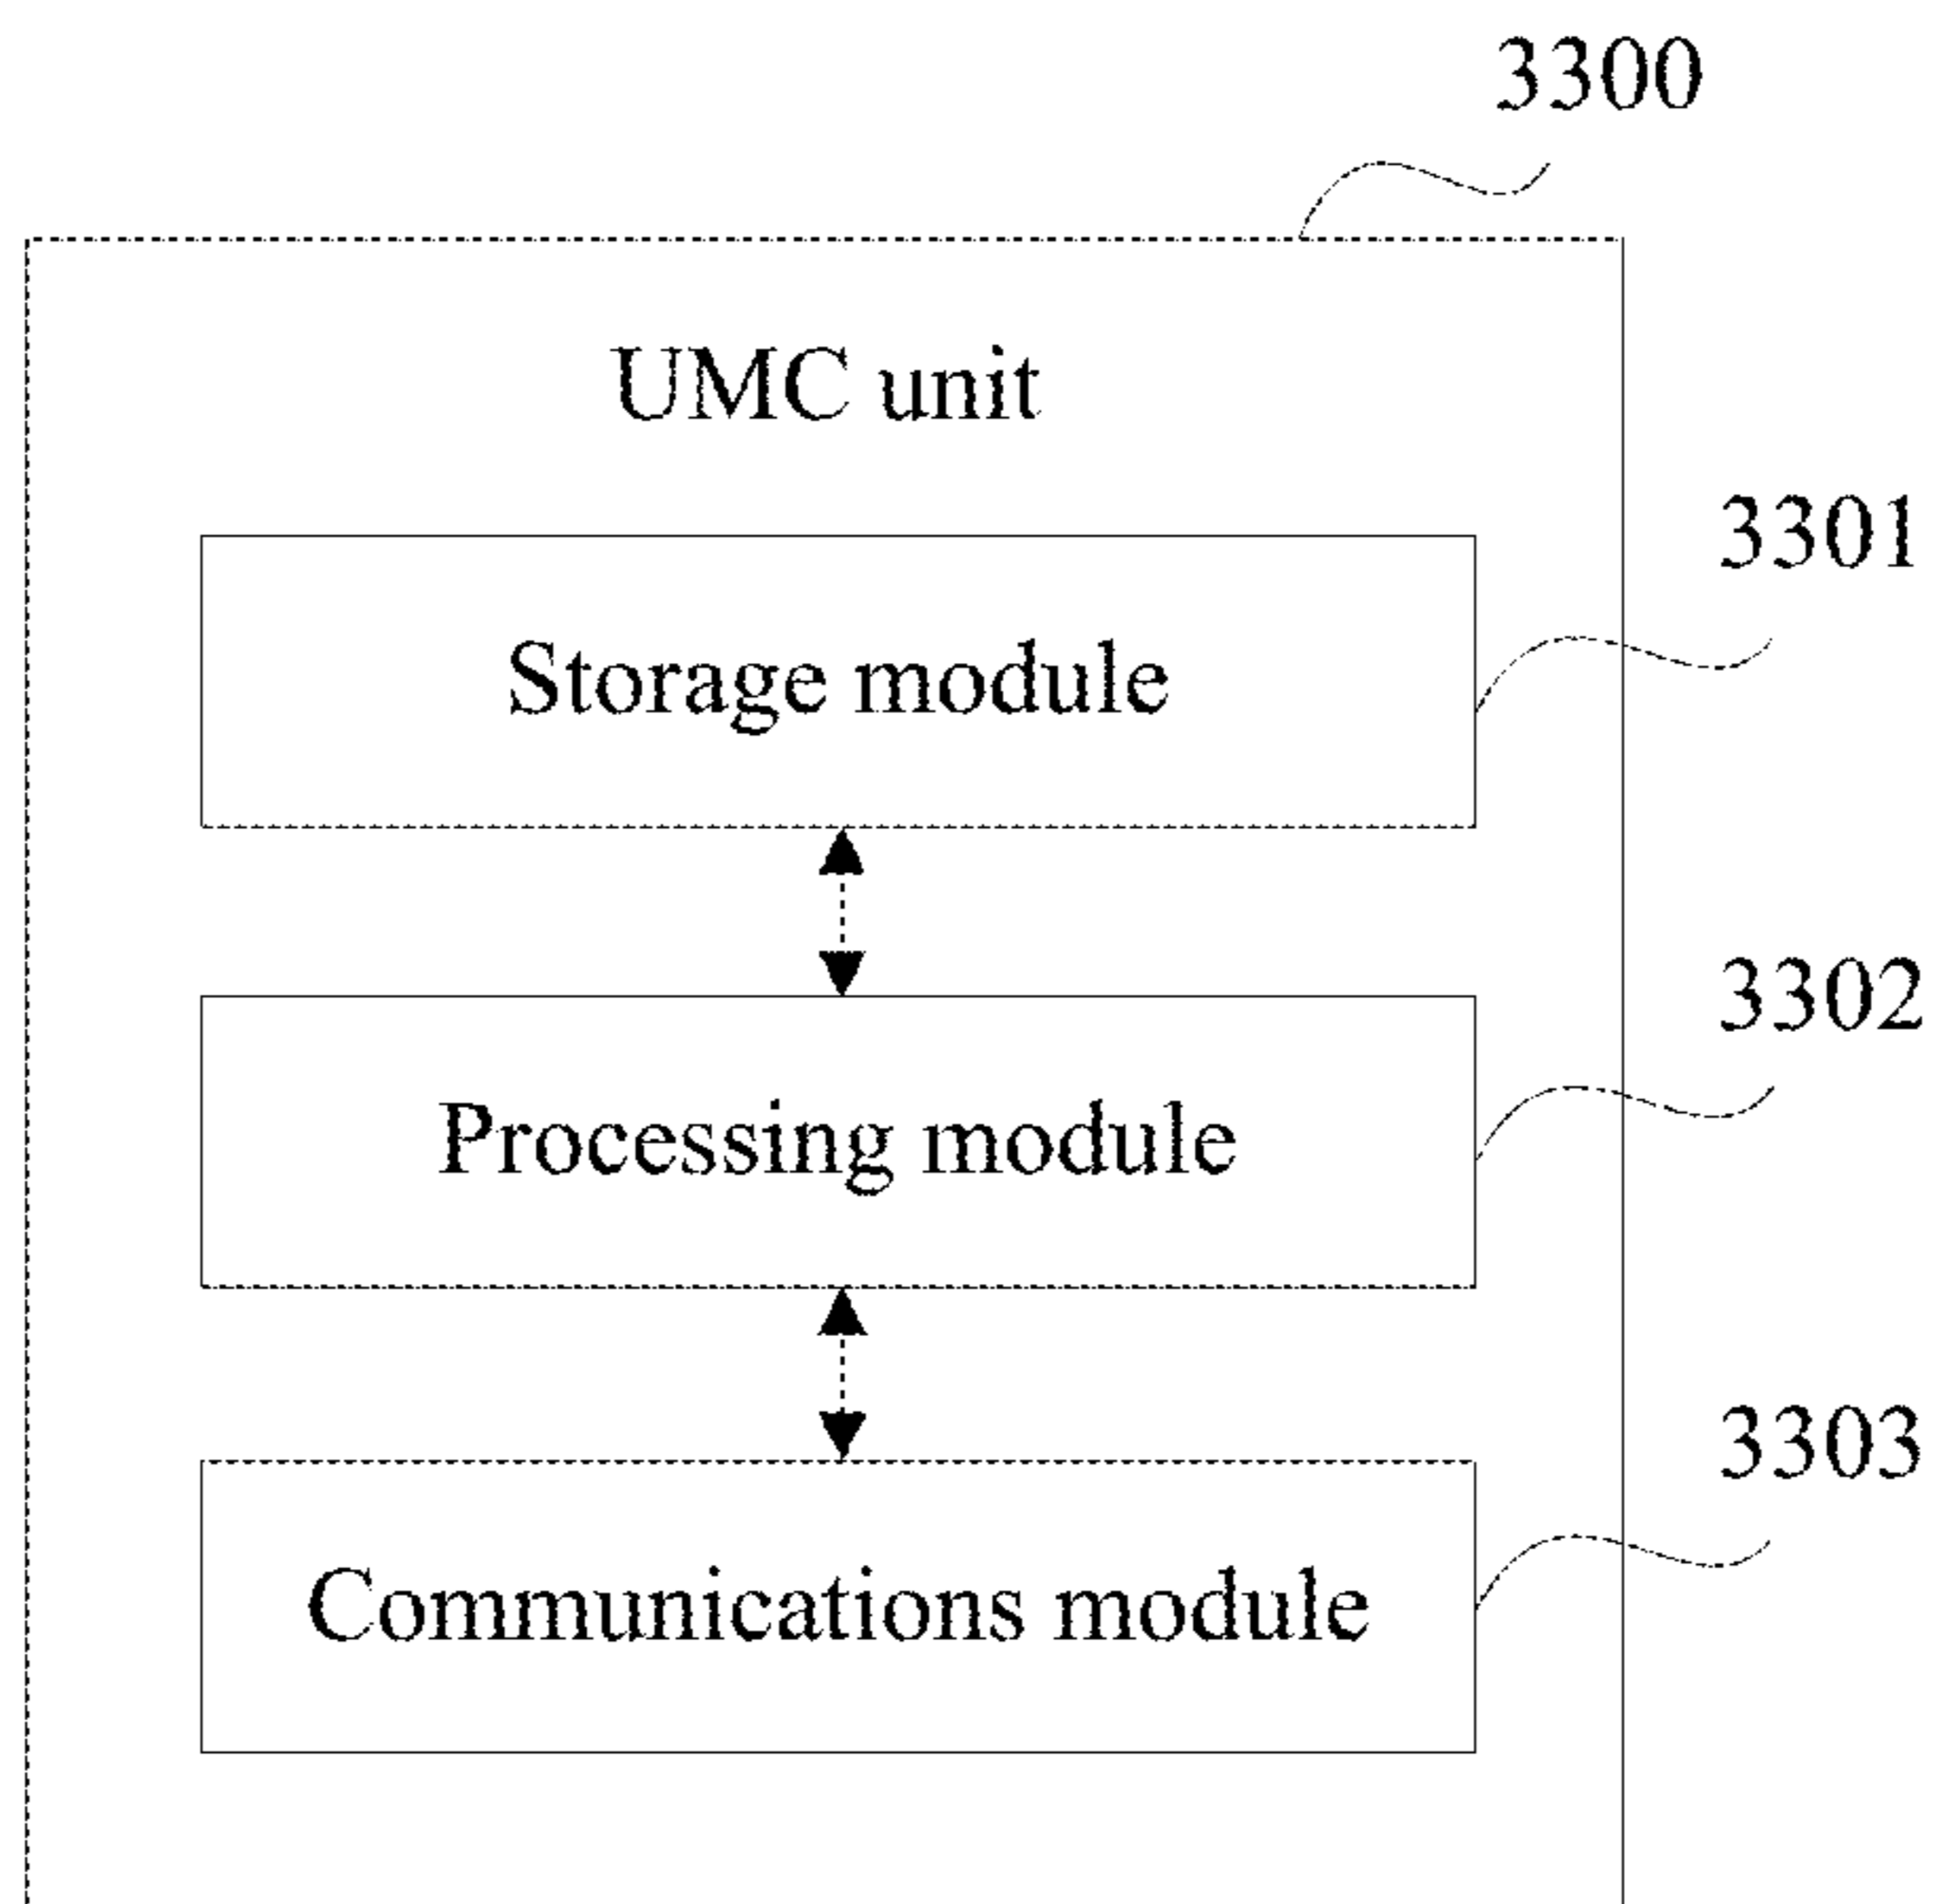 3300
UMC unit
3301
Storage module
3302
Processing module
3303
Communications module